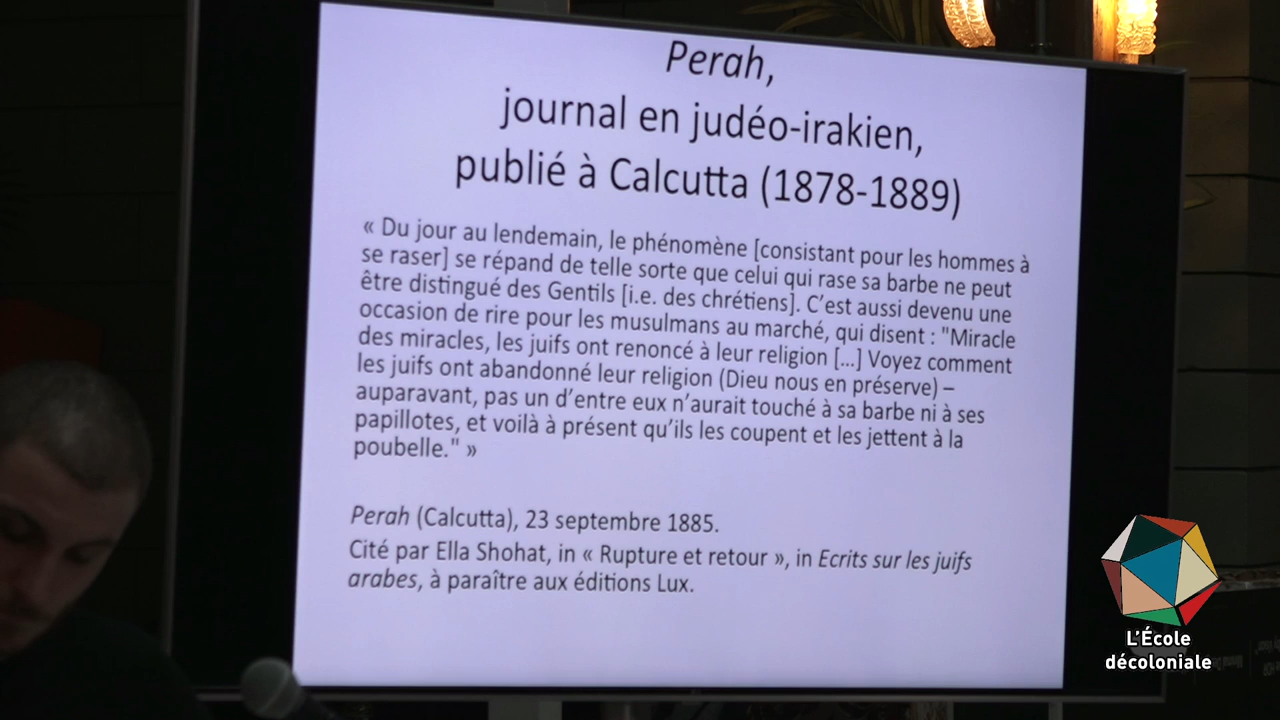 Perah,
journal en judéo-irakien,
publié à Calcutta (1878-1889)
« Du jour au lendemain, le phénomène [consistant pour les hommes à
se raser] se répand de telle sorte que celui qui rase sa barbe ne peut
être distingué des Gentils [i.e. des chrétiens]. C’est aussi devenu une
occasion de rire pour les musulmans au marché, qui disent : "Miracle
des miracles, les juifs ont renoncé à leur religion [...] Voyez comment
les juifs ont abandonné leur religion (Dieu nous en préserve) –
auparavant, pas un d’entre eux n’aurait touché à sa barbe ni à ses
papillotes, et voilà à présent qu’ils les coupent et les jettent à la
poubelle." »
Perah (Calcutta), 23 septembre 1885.
Cité par Ella Shohat, in « Rupture et retour », in Ecrits sur les juifs
arabes, à paraître aux éditions Lux.
L’École
décoloniale